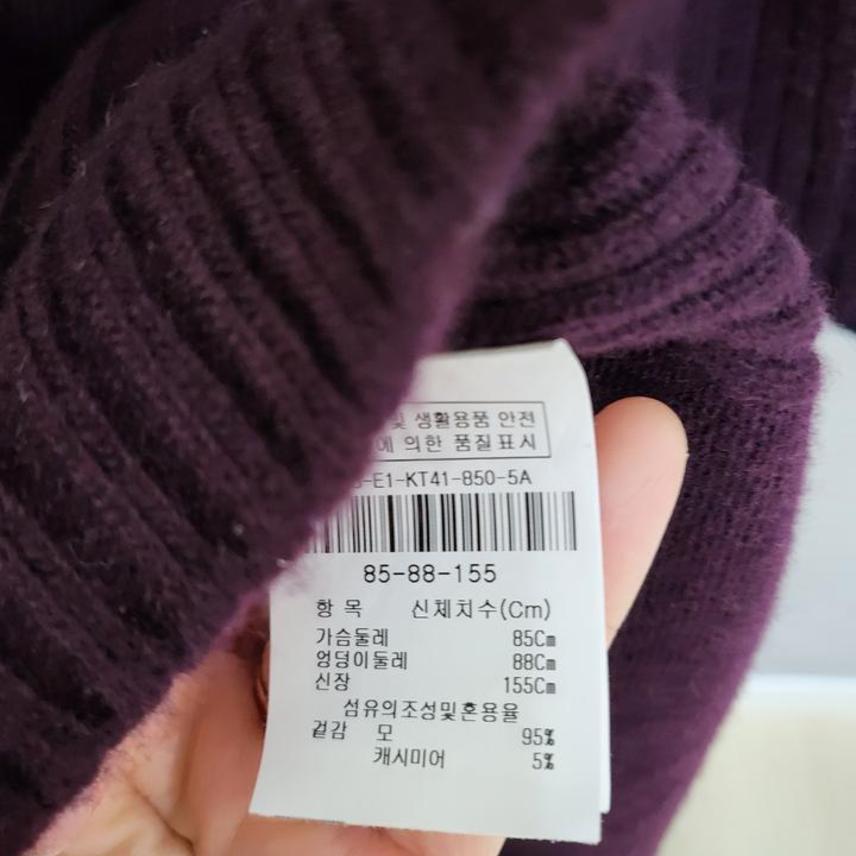 생활용품 안전
에 의한 품질표시
-E1-KT41-850-5A
85-88-155
항 목 신체치수(Cm)
가슴둘레 85Cm
엉덩이둘레 88Cm
신장 155Cm
섬유의조성및혼용율
겉감 모 95%
캐시미어 5%